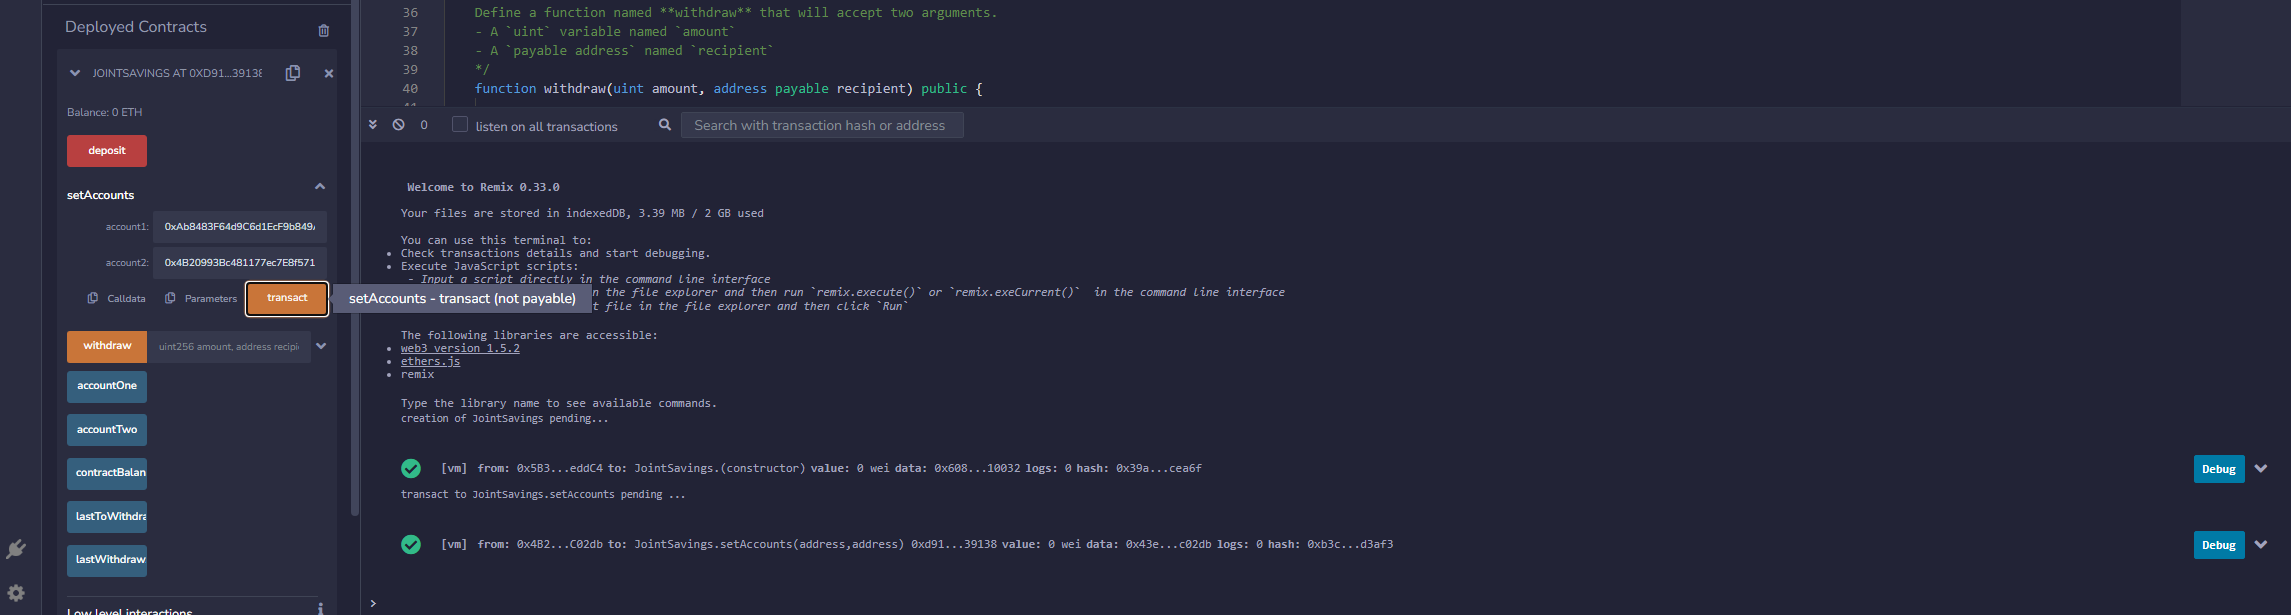 Deployed Contracts
JOINTSAVINGS AT 0XD91...39138
Balance: 0 ETH
deposit
setAccounts
account1: 0xAb8483F64d9C6d1EcF9b849
account2: 0x4B20993Bc481177ec7E8f571
Calldata Parameters transact
setAccounts - transact (not payable)
withdraw uint256 amount, address recipi
accountOne
accountTwo
contractBalan
lastToWithdra
lastWithdraw
Low level interactions
36 Define a function named **withdraw** that will accept two arguments.
37 - A `uint` variable named `amount`
38 - A `payable address` named `recipient`
39 */
40 function withdraw(uint amount, address payable recipient) public {
0 listen on all transactions Search with transaction hash or address
Welcome to Remix 0.33.0
Your files are stored in indexedDB, 3.39 MB / 2 GB used
You can use this terminal to:
• Check transactions details and start debugging.
• Execute JavaScript scripts:
- Input a script directly in the command line interface
n the file explorer and then run `remix.execute()` or `remix.exeCurrent()` in the command line interface
t file in the file explorer and then click `Run`
The following libraries are accessible:
• web3 version 1.5.2
• ethers.js
• remix
Type the library name to see available commands.
creation of JointSavings pending...
[vm] from: 0x5B3...eddC4 to: JointSavings.(constructor) value: 0 wei data: 0x608...10032 logs: 0 hash: 0x39a...cea6f Debug
transact to JointSavings.setAccounts pending ...
[vm] from: 0x4B2...C02db to: JointSavings.setAccounts(address,address) 0xd91...39138 value: 0 wei data: 0x43e...c02db logs: 0 hash: 0xb3c...d3af3 Debug
>